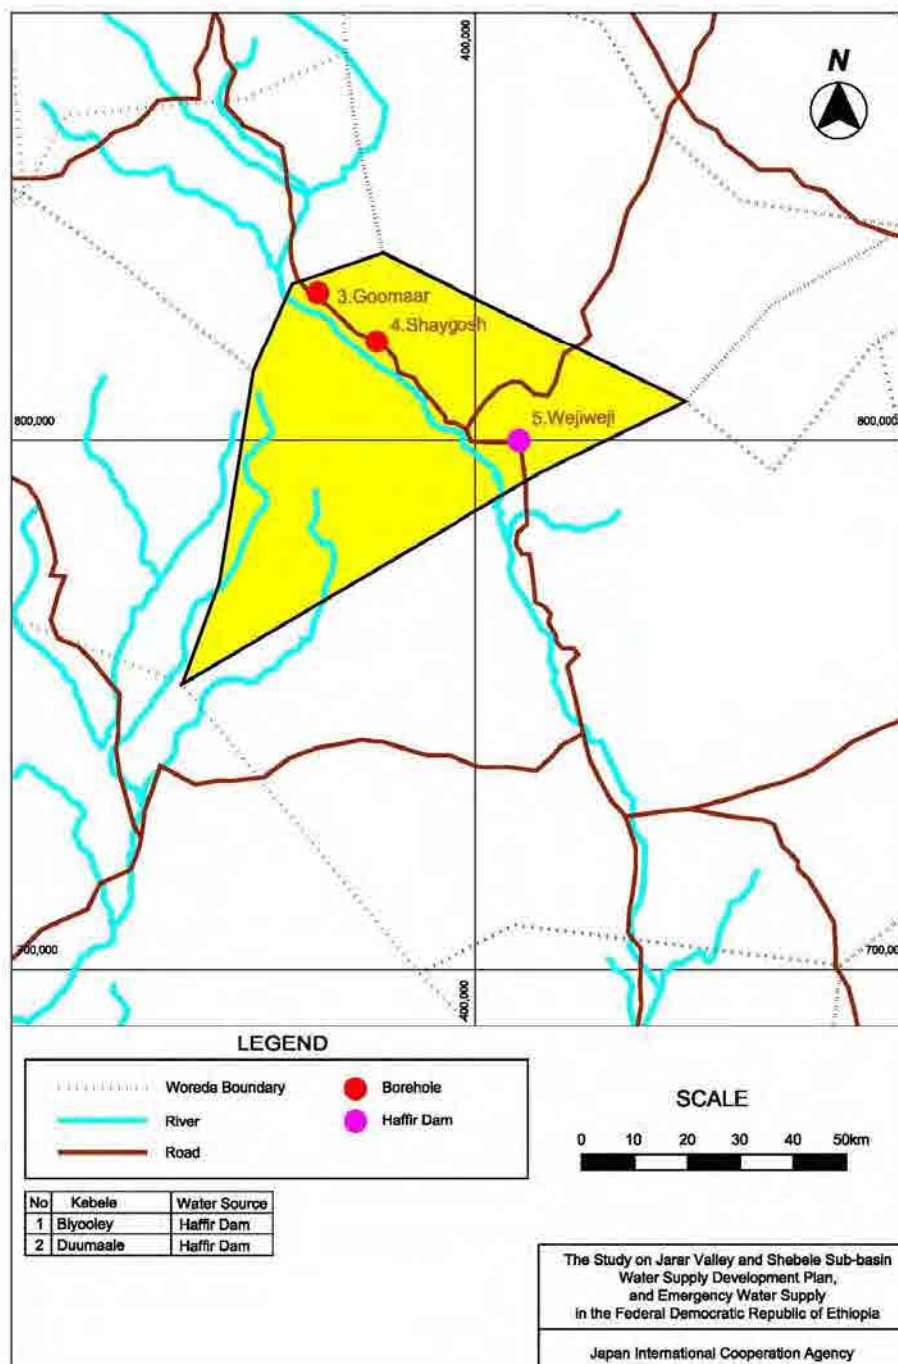 400,000
N
3.Goomaar
4.Shaygosh
5.Wejiweji
800,000
800,000
700,000
700,000
400,000
LEGEND
Woreda Boundary
River
Road
Borehole
Haffir Dam
SCALE
0 10 20 30 40 50km
No Kebele Water Source
1 Biyooley Haffir Dam
2 Duumaale Haffir Dam
The Study on Jarar Valley and Shebele Sub-basin
Water Supply Development Plan,
and Emergency Water Supply
in the Federal Democratic Republic of Ethiopia
Japan International Cooperation Agency